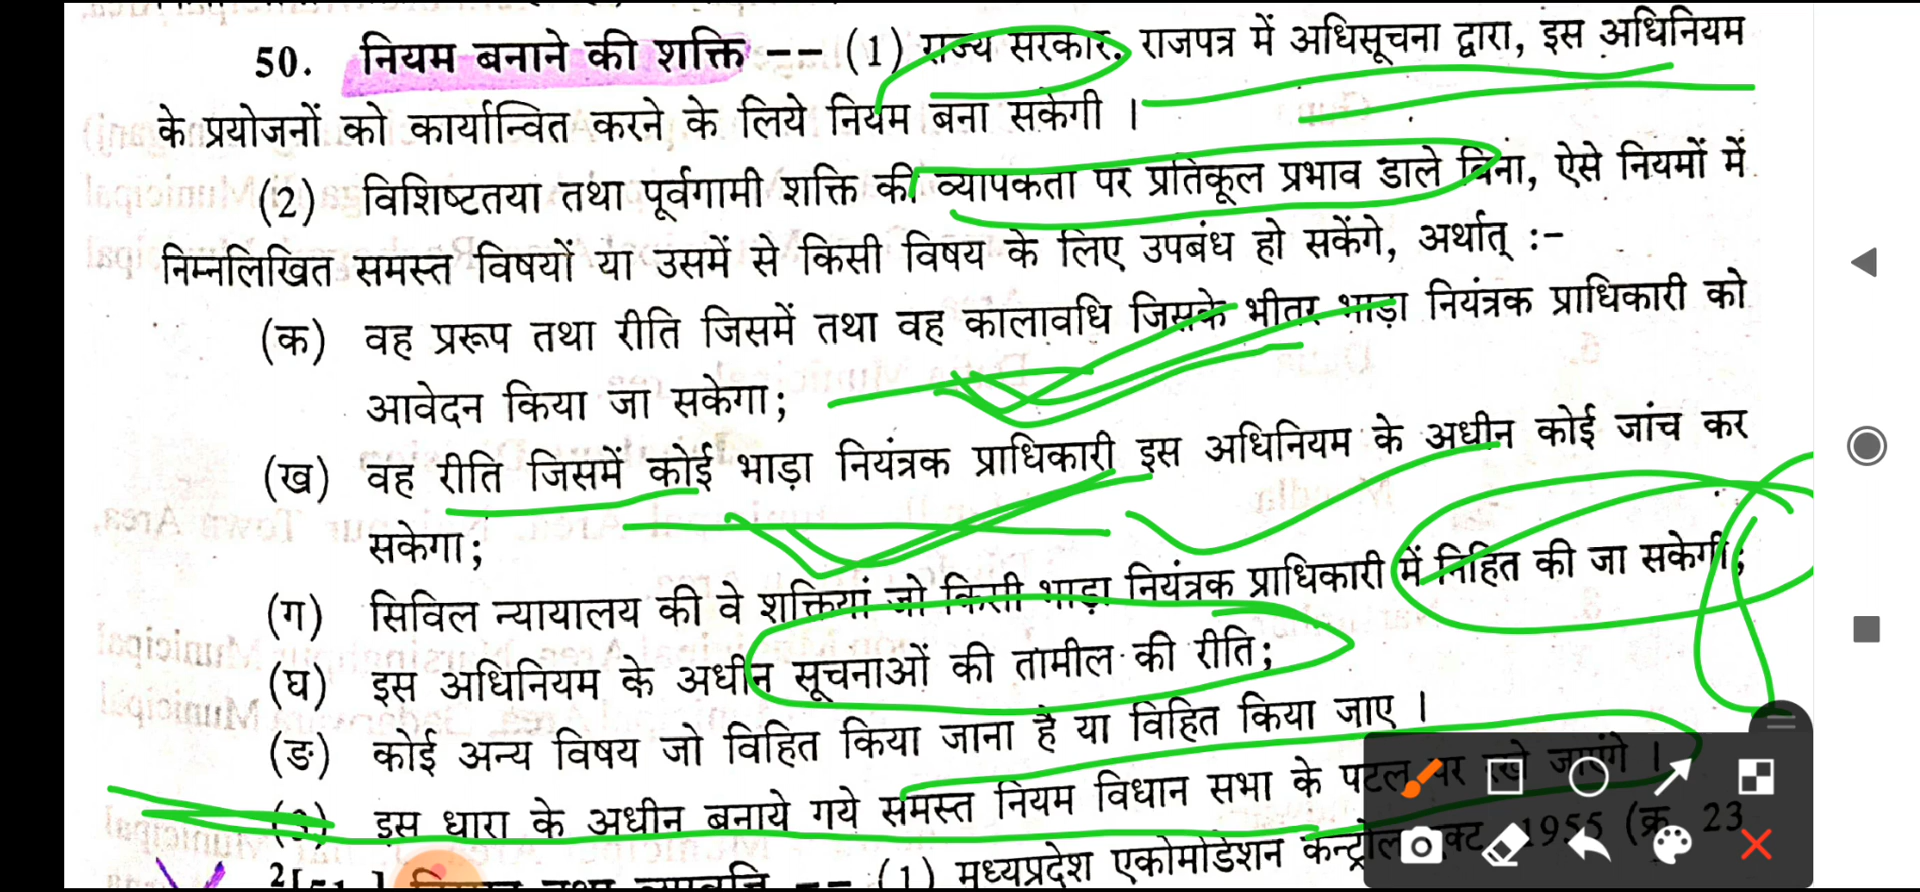 50. नियम बनाने की शक्ति -- (1) राज्य सरकार, राजपत्र में अधिसूचना द्वारा, इस अधिनियम
के प्रयोजनों को कार्यान्वित करने के लिये नियम बना सकेगी ।
(2) विशिष्टतया तथा पूर्वगामी शक्ति की व्यापकता पर प्रतिकूल प्रभाव डाले बिना, ऐसे नियमों में
निम्नलिखित समस्त विषयों या उसमें से किसी विषय के लिए उपबंध हो सकेंगे, अर्थात् :-
(क) वह प्ररूप तथा रीति जिसमें तथा वह कालावधि जिसके भीतर भाड़ा नियंत्रक प्राधिकारी को
आवेदन किया जा सकेगा;
(ख) वह रीति जिसमें कोई भाड़ा नियंत्रक प्राधिकारी इस अधिनियम के अधीन कोई जांच कर
सकेगा;
(ग) सिविल न्यायालय की वे शक्तियां जो किसी भाड़ा नियंत्रक प्राधिकारी में निहित की जा सकेगी;
(घ) इस अधिनियम के अधीन सूचनाओं की तामील की रीति;
(ङ) कोई अन्य विषय जो विहित किया जाना है या विहित किया जाए ।
(3) इस धारा के अधीन बनाये गये समस्त नियम विधान सभा के पटल पर रखे जाएंगे ।
(1) मध्यप्रदेश एकोमोडेशन कन्ट्रोल एक्ट 1955 (क्र. 23